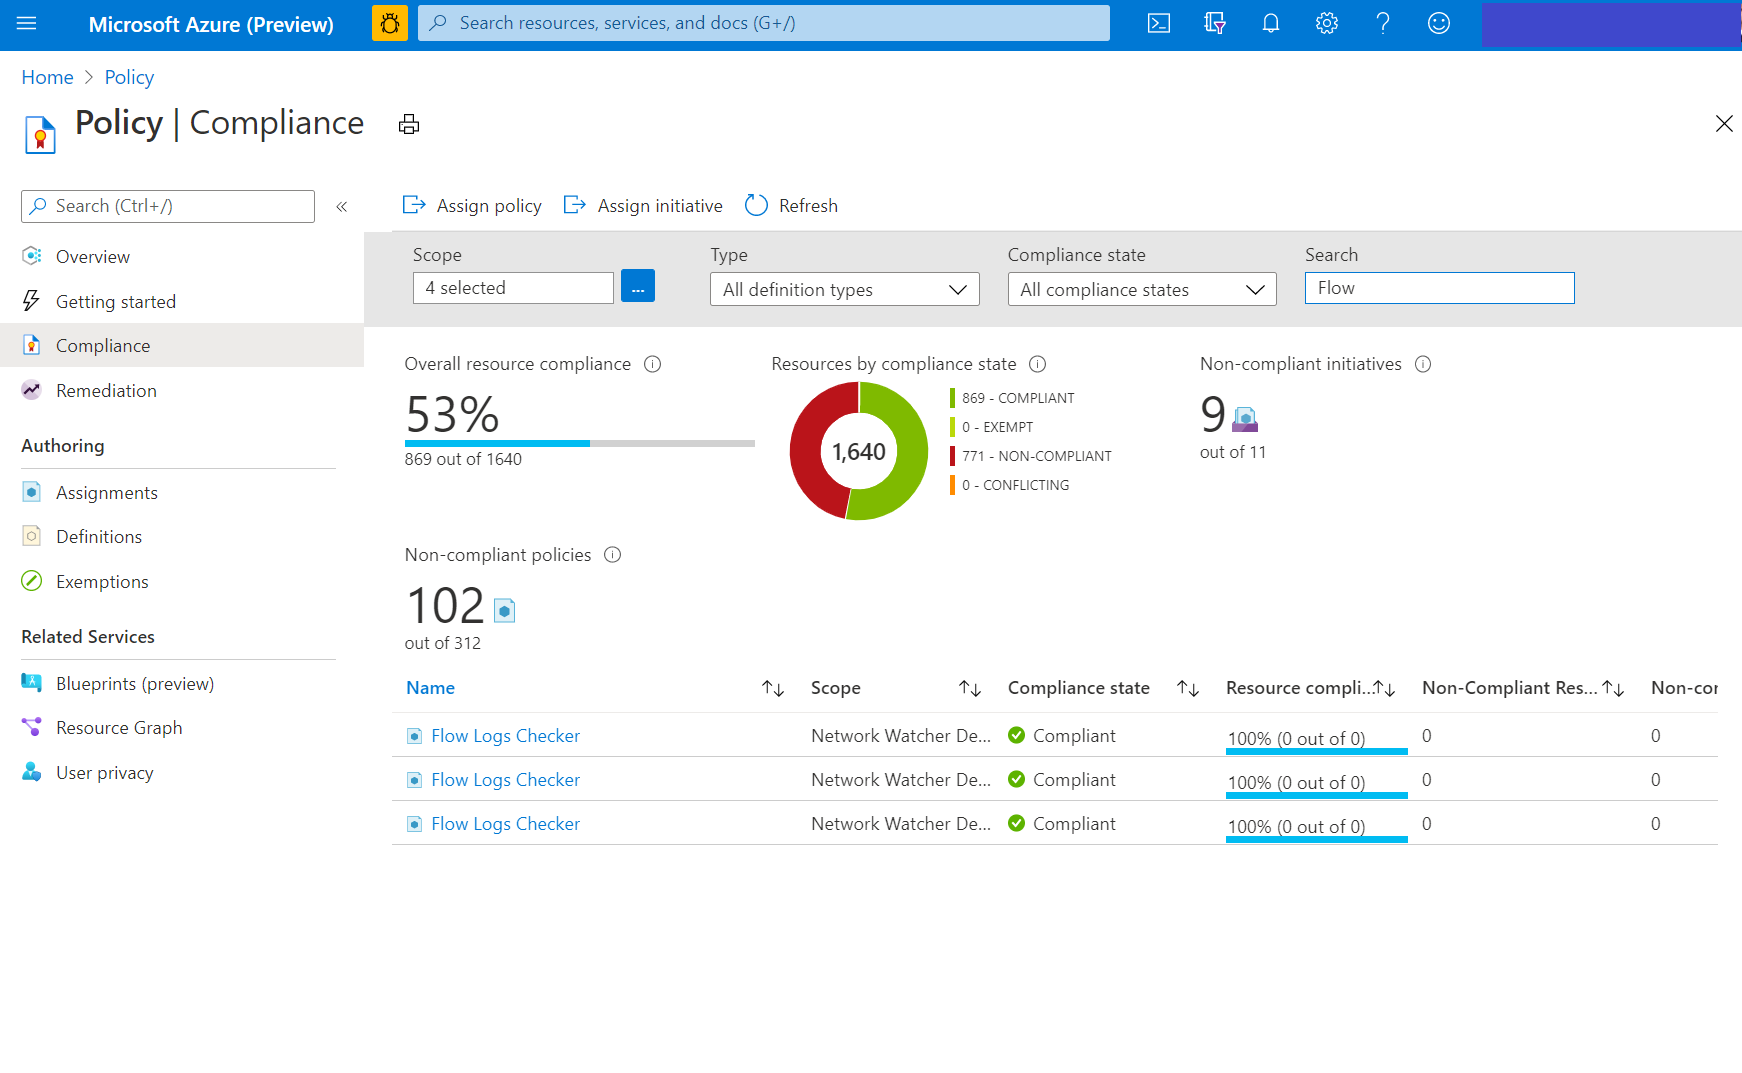 Microsoft Azure (Preview)
Search resources, services, and docs (G+/)
Home > Policy
Policy | Compliance
Search (Ctrl+/)
«
Overview
Getting started
Compliance
Remediation
Authoring
Assignments
Definitions
Exemptions
Related Services
Blueprints (preview)
Resource Graph
User privacy
Assign policy Assign initiative Refresh
Scope Type Compliance state Search
4 selected ... All definition types All compliance states Flow
Overall resource compliance
53%
869 out of 1640
Resources by compliance state
1,640
869 - COMPLIANT
0 - EXEMPT
771 - NON-COMPLIANT
0 - CONFLICTING
Non-compliant initiatives
9
out of 11
Non-compliant policies
102
out of 312
Name Scope Compliance state Resource compli... Non-Compliant Res... Non-cor
Flow Logs Checker Network Watcher De... Compliant 100% (0 out of 0) 0 0
Flow Logs Checker Network Watcher De... Compliant 100% (0 out of 0) 0 0
Flow Logs Checker Network Watcher De... Compliant 100% (0 out of 0) 0 0